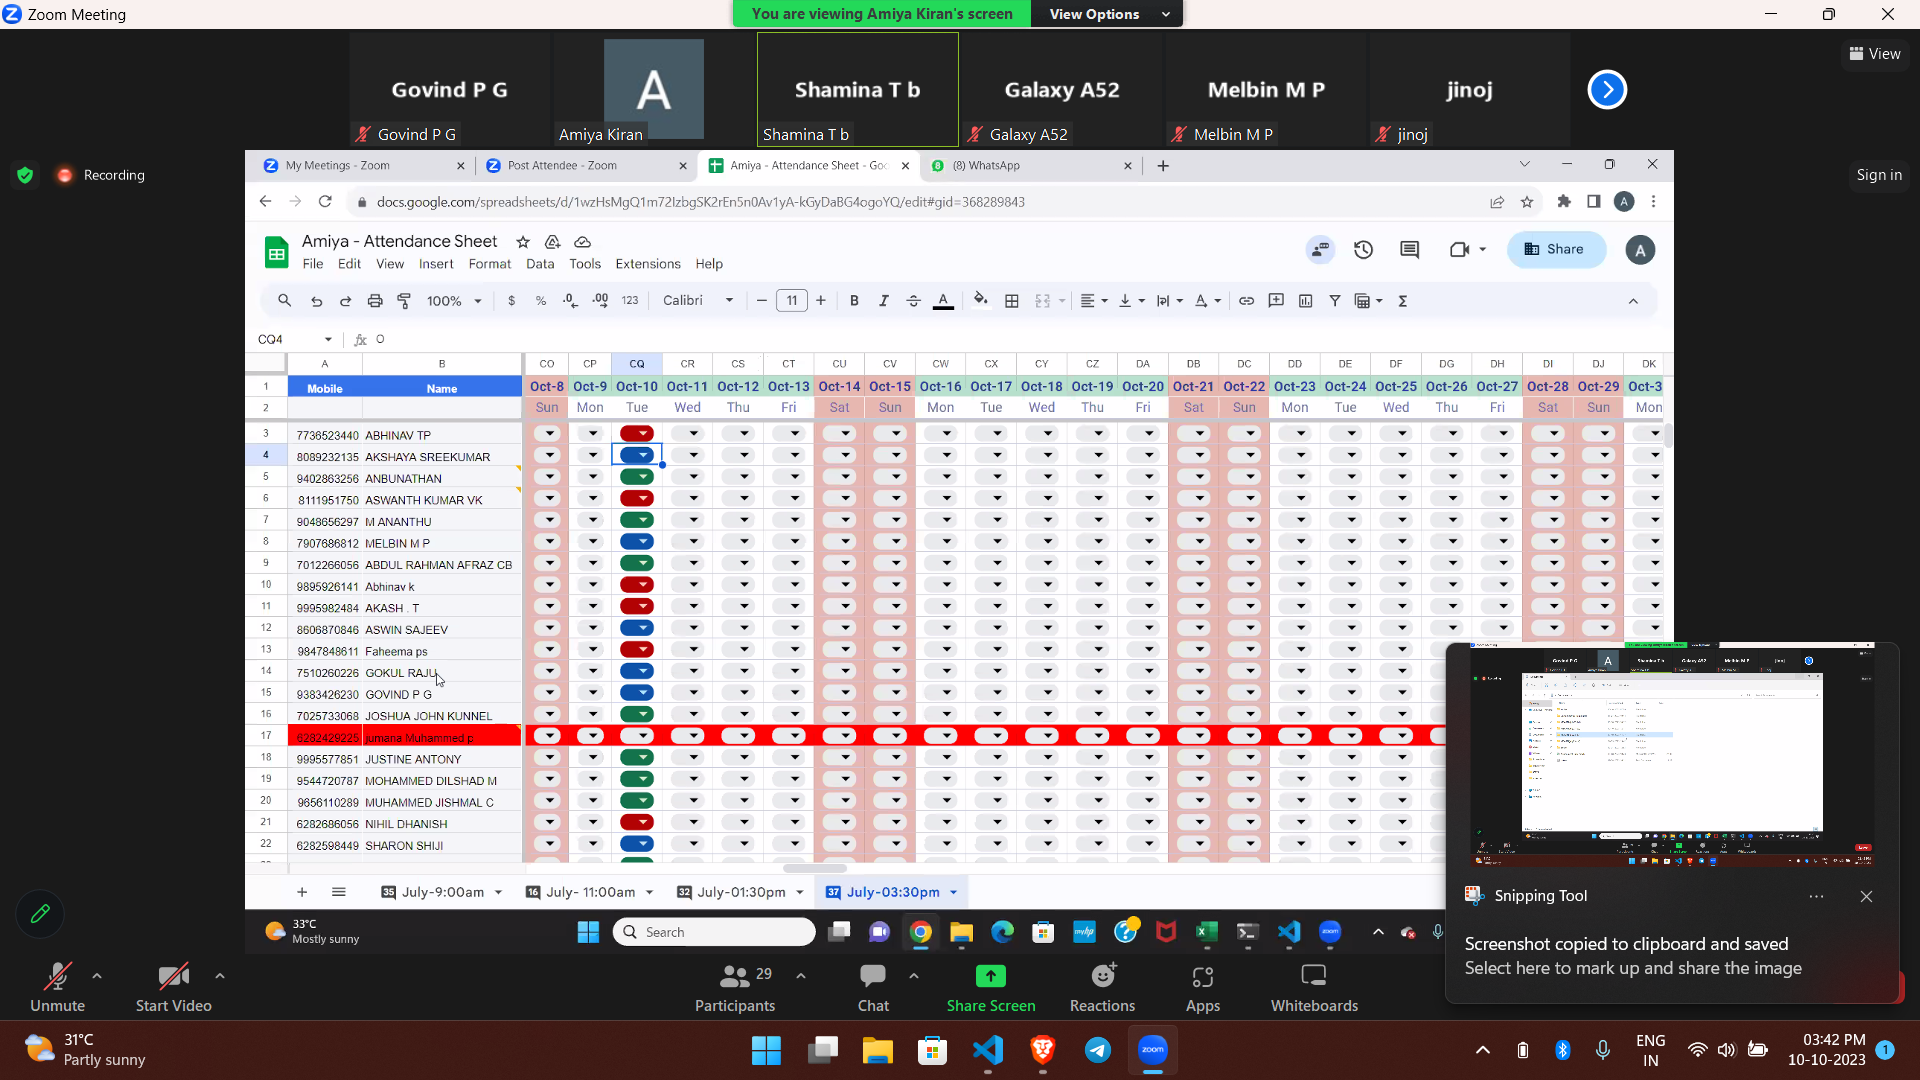 Zoom Meeting
You are viewing Amiya Kiran's screen
View Options
View
Govind P G
A
Shamina T b
Galaxy A52
Melbin M P
jinoj
Govind P G
Amiya Kiran
Shamina T b
Galaxy A52
Melbin M P
jinoj
Recording
Sign in
My Meetings - Zoom
Post Attendee - Zoom
Amiya - Attendance Sheet - Goo
(8) WhatsApp
docs.google.com/spreadsheets/d/1wzHsMgQ1m72IzbgSK2rEn5n0Av1yA-kGyDaBG4ogoYQ/edit#gid=368289843
A
Amiya - Attendance Sheet
File Edit View Insert Format Data Tools Extensions Help
Share
A
100% $ % .0 .00 123 Calibri 11 B I A
CQ4 fx O
A B CO CP CQ CR CS CT CU CV CW CX CY CZ DA DB DC DD DE DF DG DH DI DJ DK
1 Mobile Name Oct-8 Oct-9 Oct-10 Oct-11 Oct-12 Oct-13 Oct-14 Oct-15 Oct-16 Oct-17 Oct-18 Oct-19 Oct-20 Oct-21 Oct-22 Oct-23 Oct-24 Oct-25 Oct-26 Oct-27 Oct-28 Oct-29 Oct-3
2 Sun Mon Tue Wed Thu Fri Sat Sun Mon Tue Wed Thu Fri Sat Sun Mon Tue Wed Thu Fri Sat Sun Mon
3 7736523440 ABHINAV TP
4 8089232135 AKSHAYA SREEKUMAR
5 9402863256 ANBUNATHAN
6 8111951750 ASWANTH KUMAR VK
7 9048656297 M ANANTHU
8 7907686812 MELBIN M P
9 7012266056 ABDUL RAHMAN AFRAZ CB
10 9895926141 Abhinav k
11 9995982484 AKASH . T
12 8606870846 ASWIN SAJEEV
13 9847848611 Faheema ps
14 7510260226 GOKUL RAJU
15 9383426230 GOVIND P G
16 7025733068 JOSHUA JOHN KUNNEL
17 6282429225 jumana Muhammed p
18 9995577851 JUSTINE ANTONY
19 9544720787 MOHAMMED DILSHAD M
20 9656110289 MUHAMMED JISHMAL C
21 6282686056 NIHIL DHANISH
22 6282598449 SHARON SHIJI
35 July-9:00am
16 July- 11:00am
32 July-01:30pm
37 July-03:30pm
33°C
Mostly sunny
Search
Snipping Tool
Screenshot copied to clipboard and saved
Select here to mark up and share the image
Unmute
Start Video
29
Participants
Chat
Share Screen
Reactions
Apps
Whiteboards
31°C
Partly sunny
zoom
ENG
IN
03:42 PM
10-10-2023
1